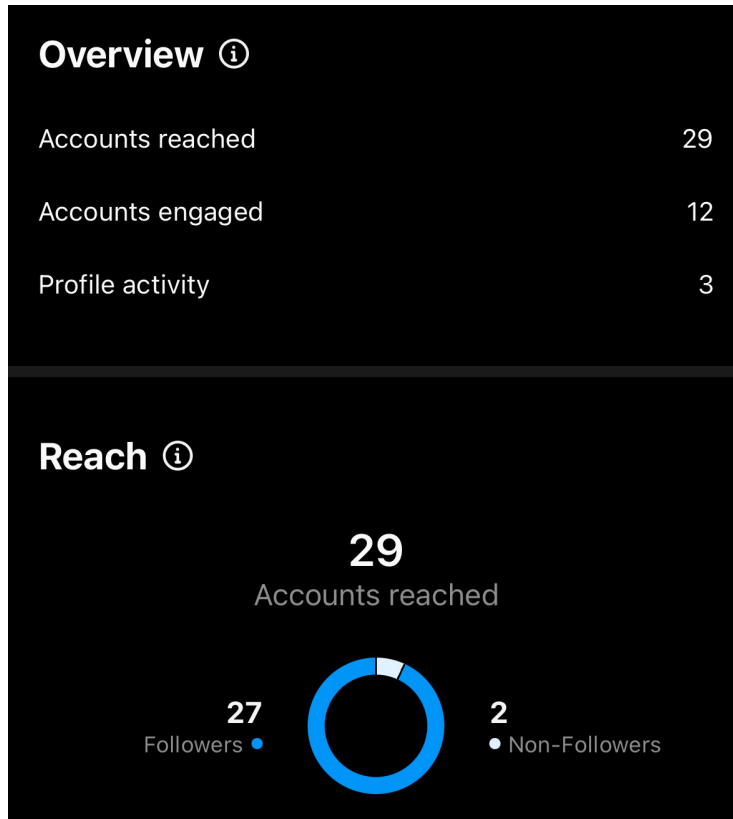 Overview
Accounts reached 29
Accounts engaged 12
Profile activity 3
Reach
29
Accounts reached
27 2
Followers Non-Followers